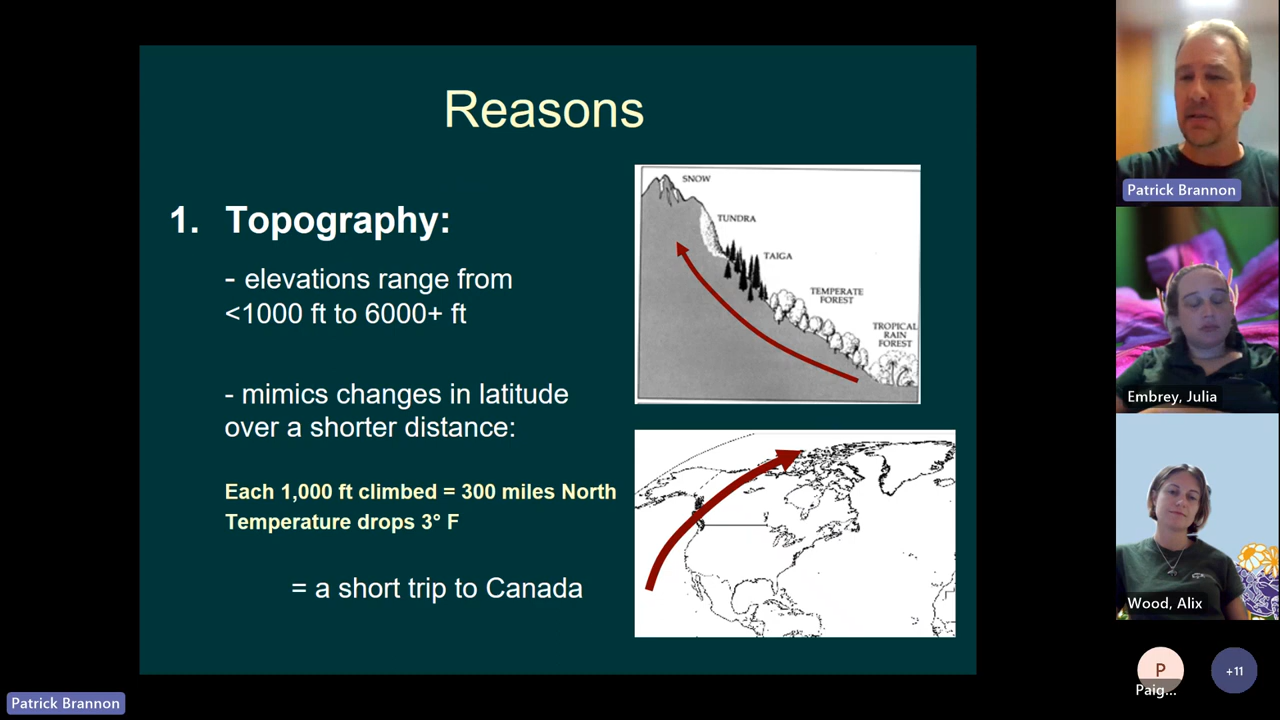 Reasons
1. Topography:
- elevations range from
<1000 ft to 6000+ ft
- mimics changes in latitude
over a shorter distance:
Each 1,000 ft climbed = 300 miles North
Temperature drops 3° F
= a short trip to Canada
SNOW
TUNDRA
TAIGA
TEMPERATE
FOREST
TROPICAL
RAIN
FOREST
Patrick Brannon
Embrey, Julia
Wood, Alix
P
Paig...
+11
Patrick Brannon